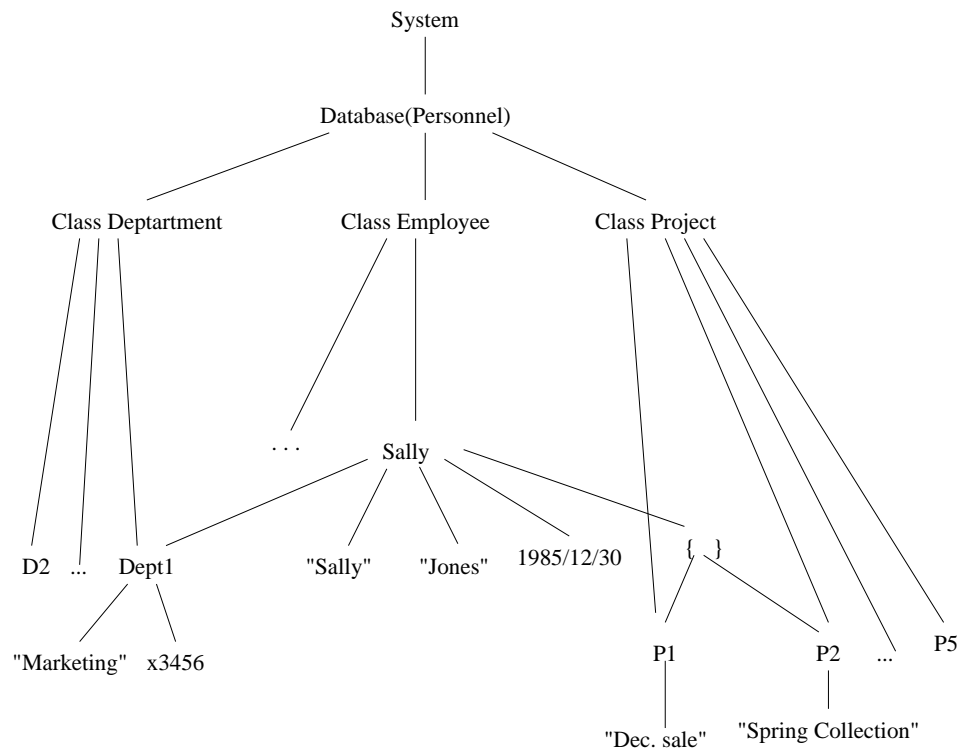 System
Database(Personnel)
Class Deptartment
Class Employee
Class Project
. . .
Sally
D2
...
Dept1
"Sally"
"Jones"
1985/12/30
{ }
"Marketing"
x3456
P1
P2
...
P5
"Dec. sale"
"Spring Collection"